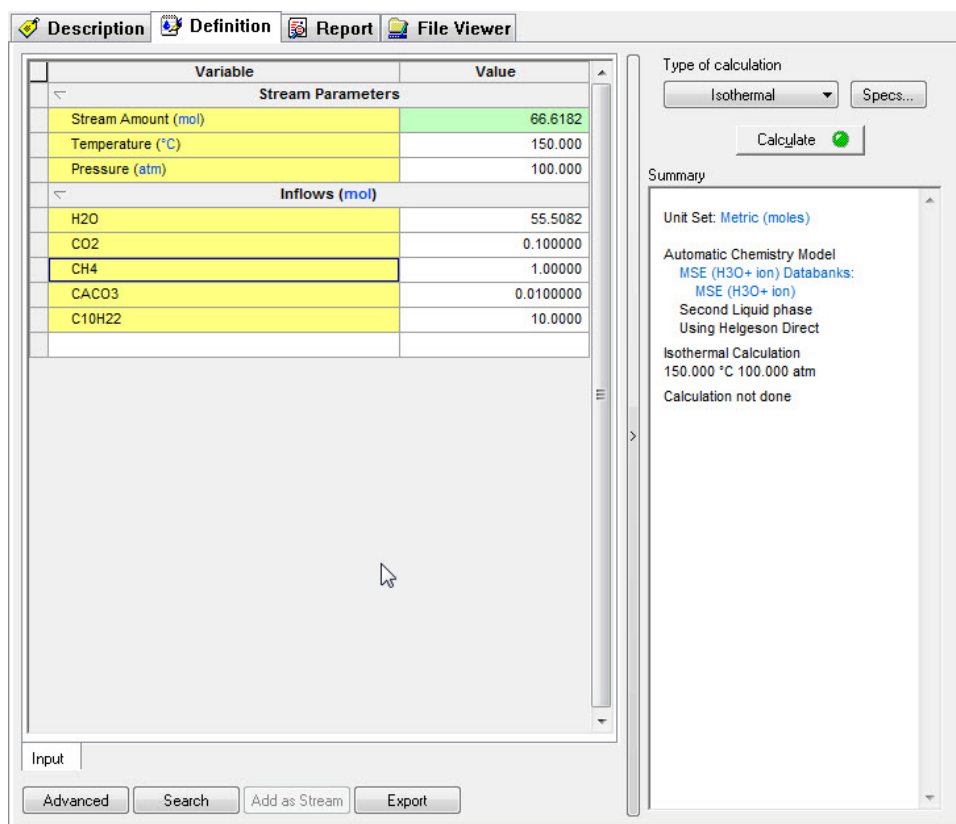 Description Definition Report File Viewer
Variable Value
Stream Parameters
Stream Amount (mol) 66.6182
Temperature (°C) 150.000
Pressure (atm) 100.000
Inflows (mol)
H2O 55.5082
CO2 0.100000
CH4 1.00000
CACO3 0.0100000
C10H22 10.0000
Input
Advanced Search Add as Stream Export
>
Type of calculation
Isothermal Specs...
Calculate
Summary
Unit Set: Metric (moles)
Automatic Chemistry Model
MSE (H3O+ ion) Databanks:
MSE (H3O+ ion)
Second Liquid phase
Using Helgeson Direct
Isothermal Calculation
150.000 °C 100.000 atm
Calculation not done